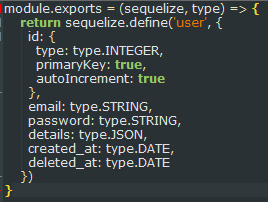 module.exports = (sequelize, type) => {
  return sequelize.define('user', {
    id: {
      type: type.INTEGER,
      primaryKey: true,
      autoIncrement: true
    },
    email: type.STRING,
    password: type.STRING,
    details: type.JSON,
    created_at: type.DATE,
    deleted_at: type.DATE
  })
}